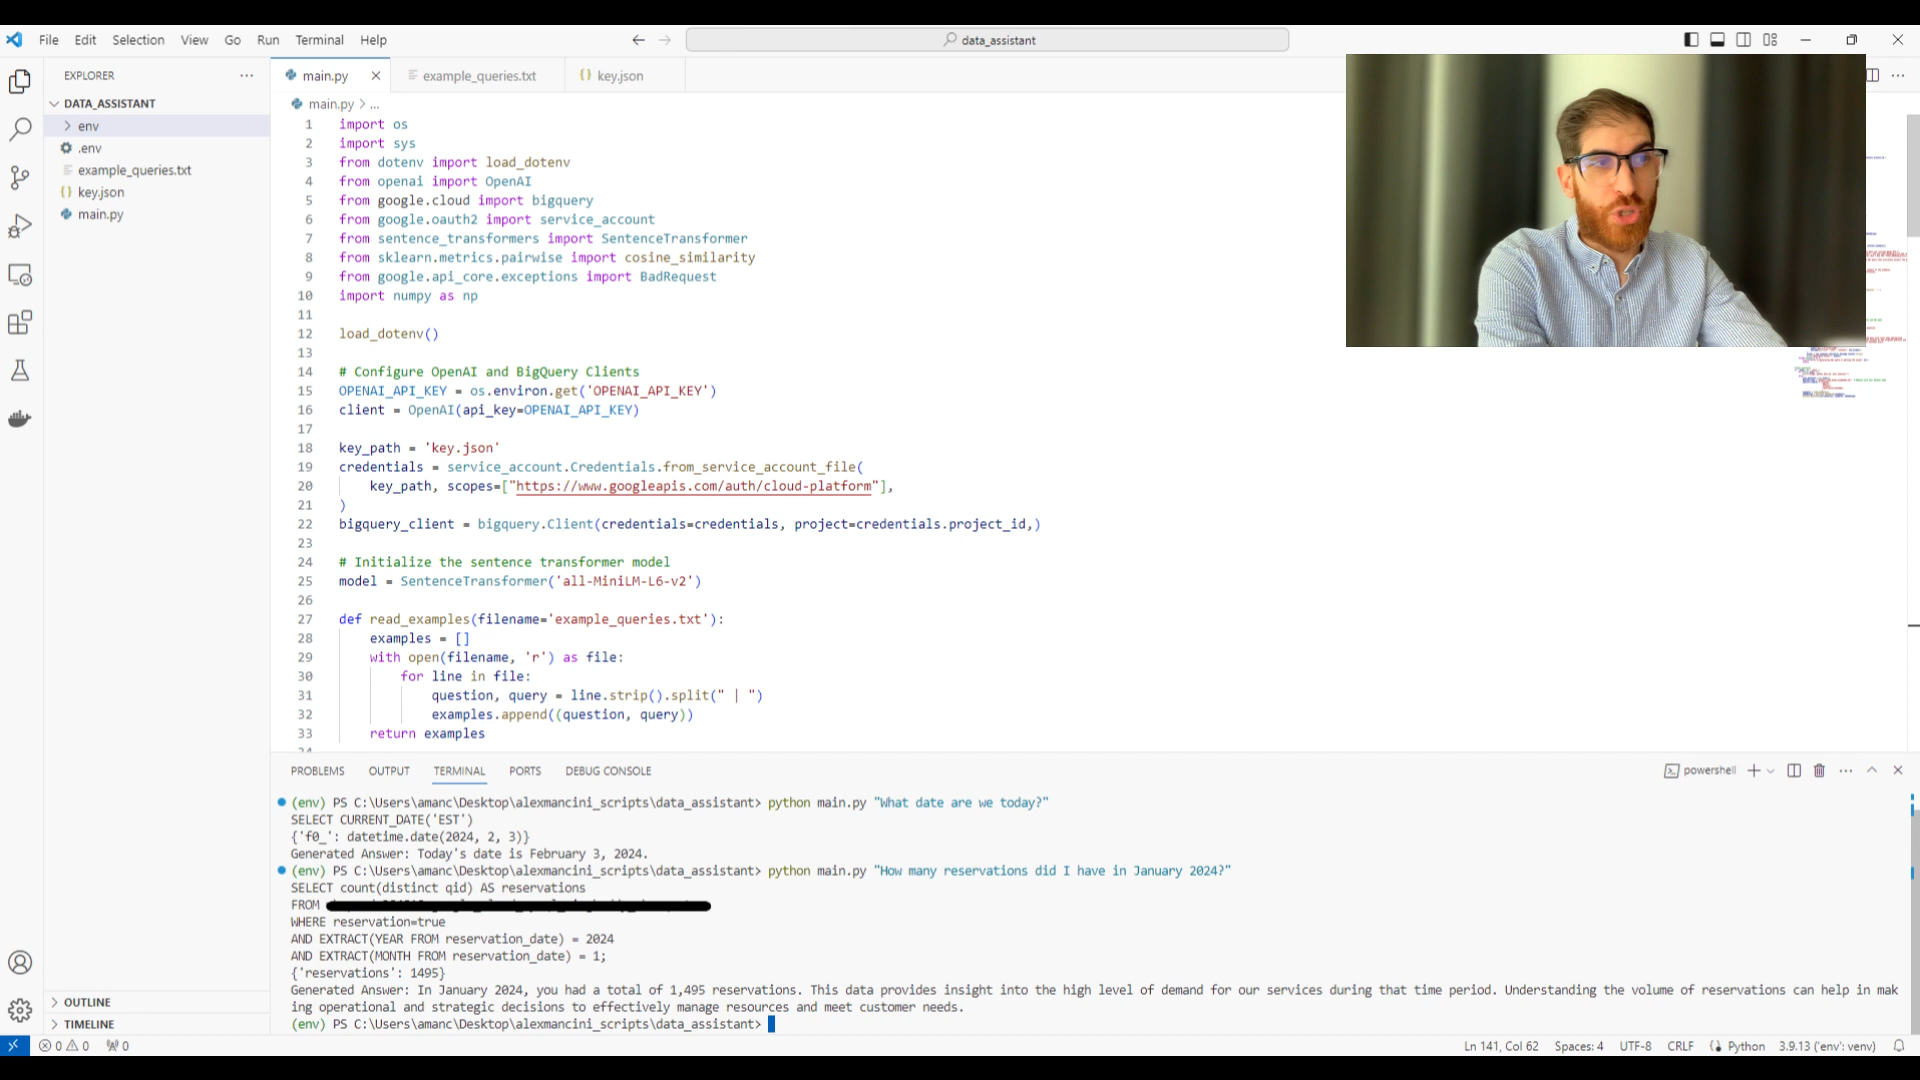 File Edit Selection View Go Run Terminal Help
data_assistant
EXPLORER
main.py
example_queries.txt
key.json
DATA_ASSISTANT
env
.env
example_queries.txt
key.json
main.py
main.py > ...
1 import os
2 import sys
3 from dotenv import load_dotenv
4 from openai import OpenAI
5 from google.cloud import bigquery
6 from google.oauth2 import service_account
7 from sentence_transformers import SentenceTransformer
8 from sklearn.metrics.pairwise import cosine_similarity
9 from google.api_core.exceptions import BadRequest
10 import numpy as np
11
12 load_dotenv()
13
14 # Configure OpenAI and BigQuery Clients
15 OPENAI_API_KEY = os.environ.get('OPENAI_API_KEY')
16 client = OpenAI(api_key=OPENAI_API_KEY)
17
18 key_path = 'key.json'
19 credentials = service_account.Credentials.from_service_account_file(
20 key_path, scopes=["https://www.googleapis.com/auth/cloud-platform"],
21 )
22 bigquery_client = bigquery.Client(credentials=credentials, project=credentials.project_id,)
23
24 # Initialize the sentence transformer model
25 model = SentenceTransformer('all-MiniLM-L6-v2')
26
27 def read_examples(filename='example_queries.txt'):
28 examples = []
29 with open(filename, 'r') as file:
30 for line in file:
31 question, query = line.strip().split(" | ")
32 examples.append((question, query))
33 return examples
PROBLEMS OUTPUT TERMINAL PORTS DEBUG CONSOLE
powershell
(env) PS C:\Users\amanc\Desktop\alexmancini_scripts\data_assistant> python main.py "What date are we today?"
SELECT CURRENT_DATE('EST')
{'f0_': datetime.date(2024, 2, 3)}
Generated Answer: Today's date is February 3, 2024.
(env) PS C:\Users\amanc\Desktop\alexmancini_scripts\data_assistant> python main.py "How many reservations did I have in January 2024?"
SELECT count(distinct qid) AS reservations
FROM
WHERE reservation=true
AND EXTRACT(YEAR FROM reservation_date) = 2024
AND EXTRACT(MONTH FROM reservation_date) = 1;
{'reservations': 1495}
Generated Answer: In January 2024, you had a total of 1,495 reservations. This data provides insight into the high level of demand for our services during that time period. Understanding the volume of reservations can help in mak
ing operational and strategic decisions to effectively manage resources and meet customer needs.
(env) PS C:\Users\amanc\Desktop\alexmancini_scripts\data_assistant>
OUTLINE
TIMELINE
0 0 0
Ln 141, Col 62 Spaces: 4 UTF-8 CRLF Python 3.9.13 ('env': venv)